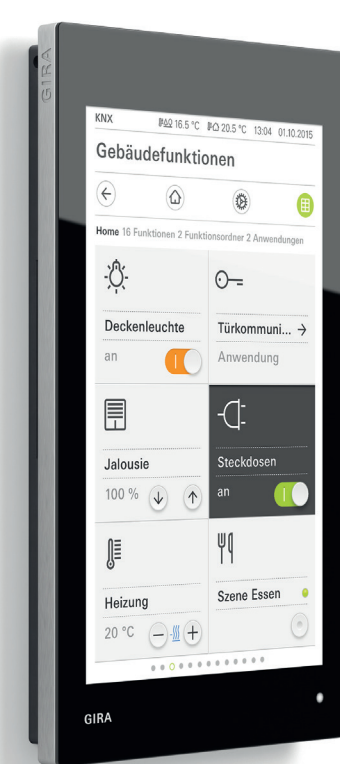 GIRA
KNX 16.5 °C 20.5 °C 13:04 01.10.2015
Gebäudefunktionen
Home 16 Funktionen 2 Funktionsordner 2 Anwendungen
Deckenleuchte
an
Türkommuni... →
Anwendung
Jalousie
100 %
Steckdosen
an
Heizung
20 °C
Szene Essen
GIRA